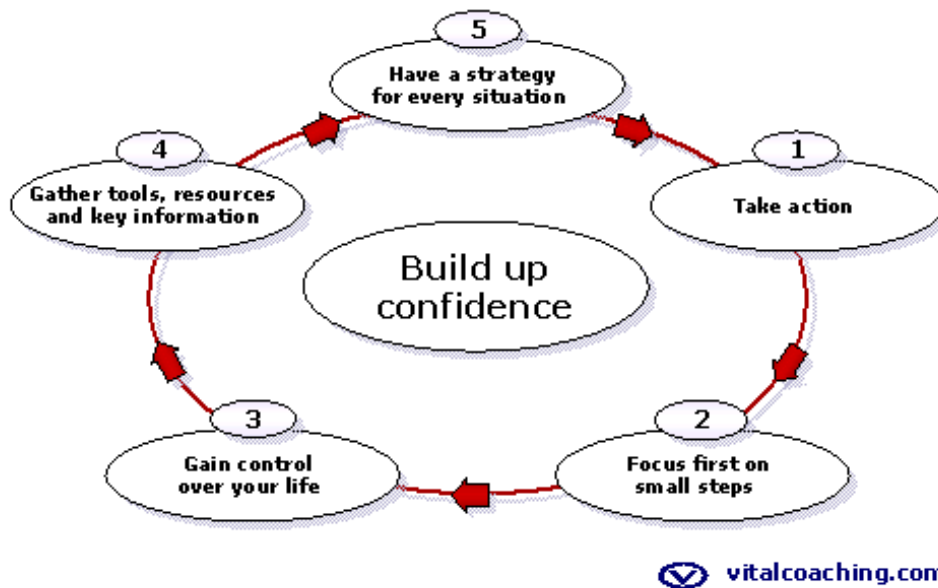 5
Have a strategy
for every situation
4
Gather tools, resources
and key information
1
Take action
Build up
confidence
3
Gain control
over your life
2
Focus first on
small steps
vitalcoaching.com